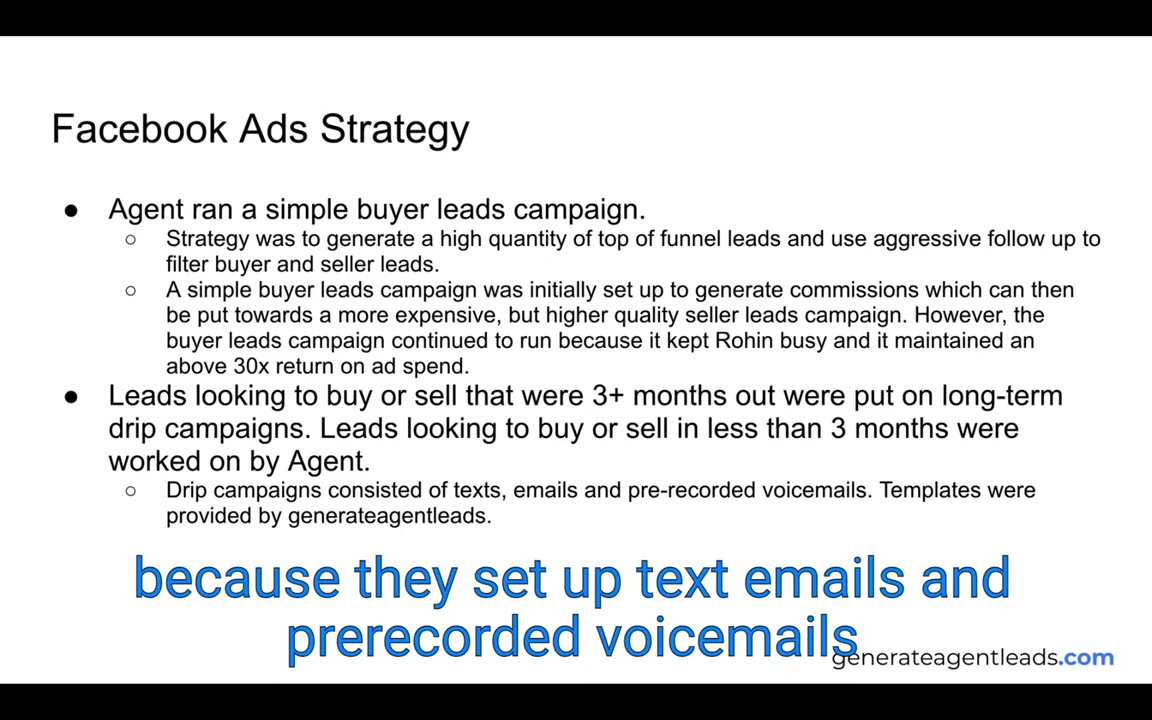 Facebook Ads Strategy
● Agent ran a simple buyer leads campaign.
○ Strategy was to generate a high quantity of top of funnel leads and use aggressive follow up to
filter buyer and seller leads.
○ A simple buyer leads campaign was initially set up to generate commissions which can then
be put towards a more expensive, but higher quality seller leads campaign. However, the
buyer leads campaign continued to run because it kept Rohin busy and it maintained an
above 30x return on ad spend.
● Leads looking to buy or sell that were 3+ months out were put on long-term
drip campaigns. Leads looking to buy or sell in less than 3 months were
worked on by Agent.
○ Drip campaigns consisted of texts, emails and pre-recorded voicemails. Templates were
provided by generateagentleads.
because they set up text emails and
prerecorded voicemails
generateagentleads.com